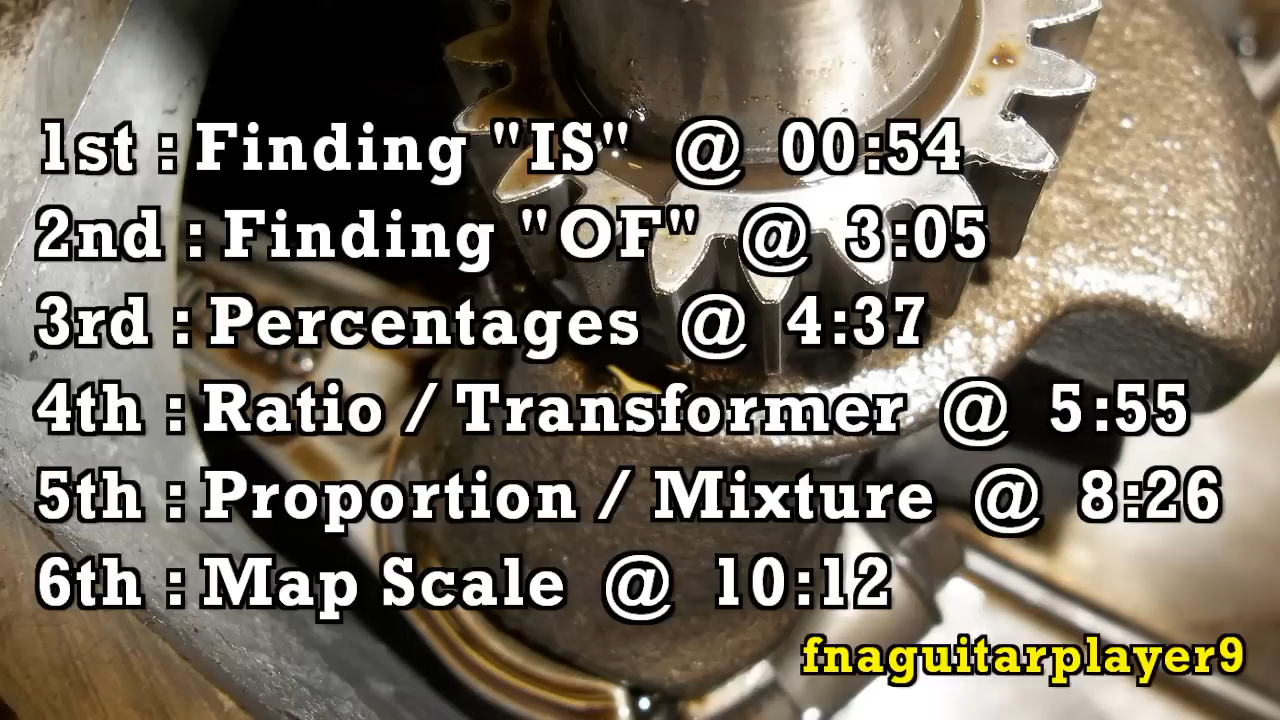 1st : Finding "IS" @ 00:54
2nd : Finding "OF" @ 3:05
3rd : Percentages @ 4:37
4th : Ratio / Transformer @ 5:55
5th : Proportion / Mixture @ 8:26
6th : Map Scale @ 10:12
fnaguitarplayer9